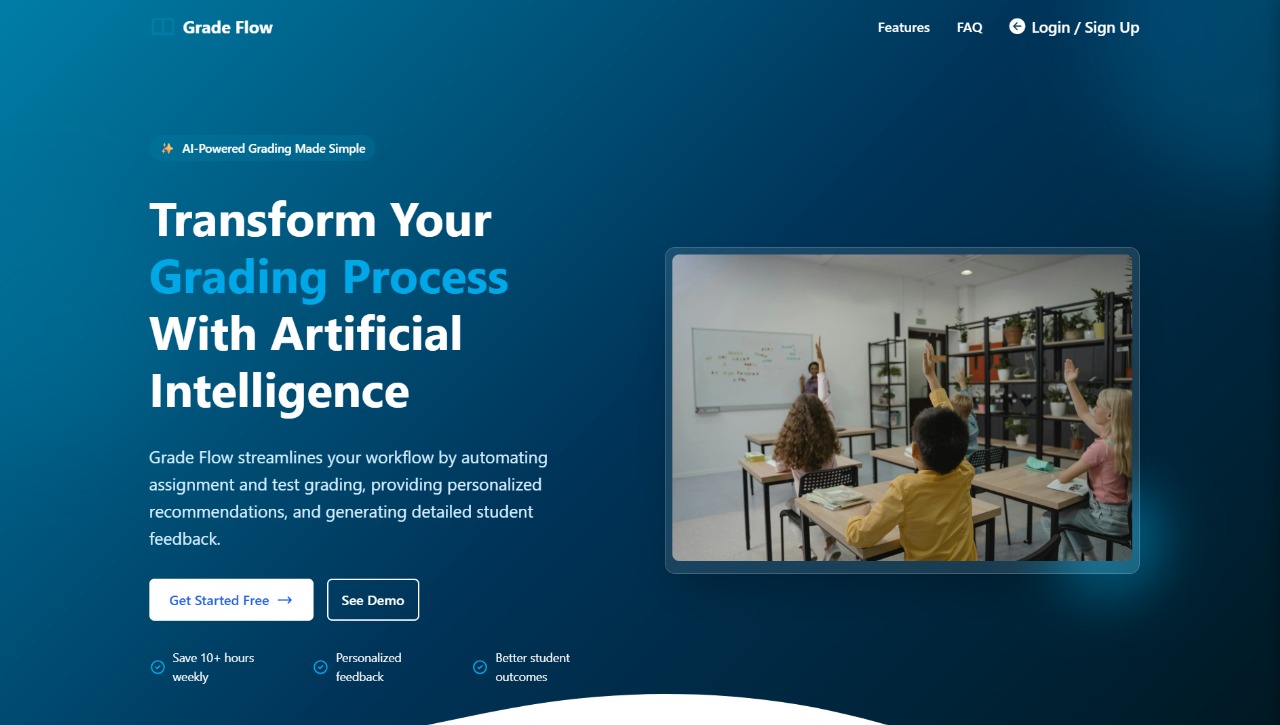 Grade Flow
Features
FAQ
Login / Sign Up
AI-Powered Grading Made Simple
Transform Your
Grading Process
With Artificial
Intelligence
Grade Flow streamlines your workflow by automating
assignment and test grading, providing personalized
recommendations, and generating detailed student
feedback.
Get Started Free →
See Demo
Save 10+ hours
weekly
Personalized
feedback
Better student
outcomes